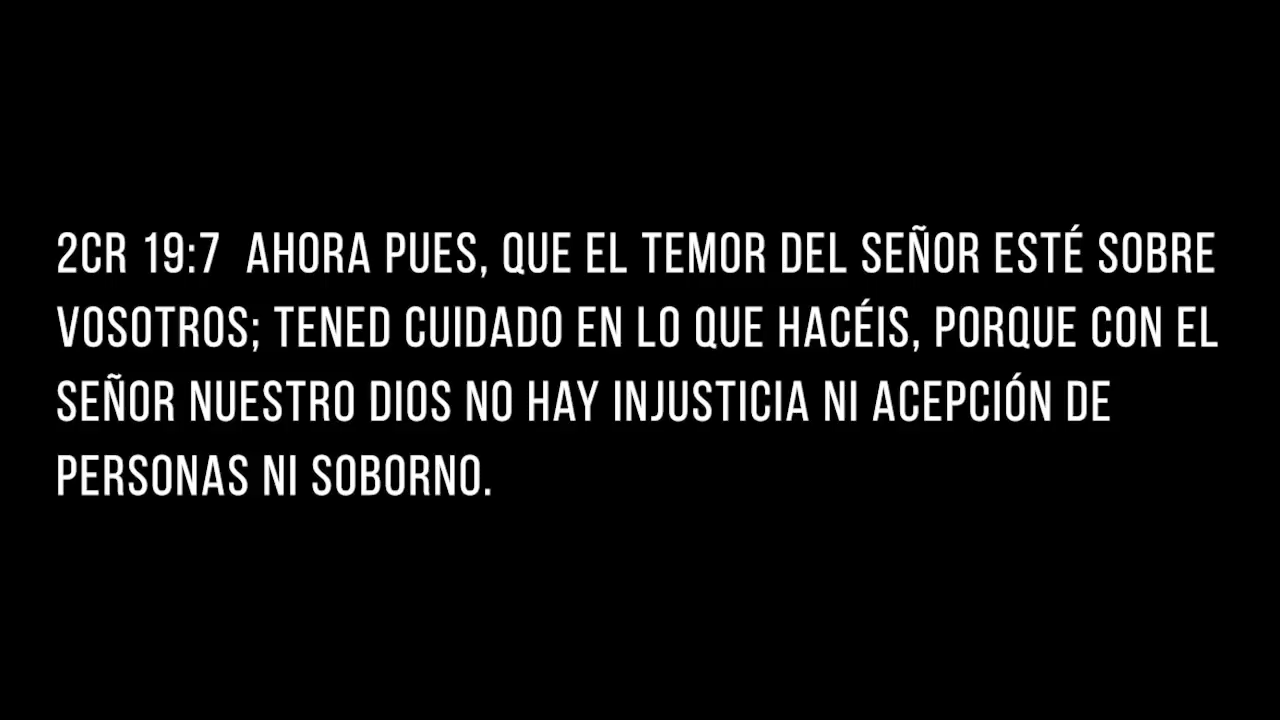 2CR 19:7  AHORA PUES, QUE EL TEMOR DEL SEÑOR ESTÉ SOBRE
VOSOTROS; TENED CUIDADO EN LO QUE HACÉIS, PORQUE CON EL
SEÑOR NUESTRO DIOS NO HAY INJUSTICIA NI ACEPCIÓN DE
PERSONAS NI SOBORNO.